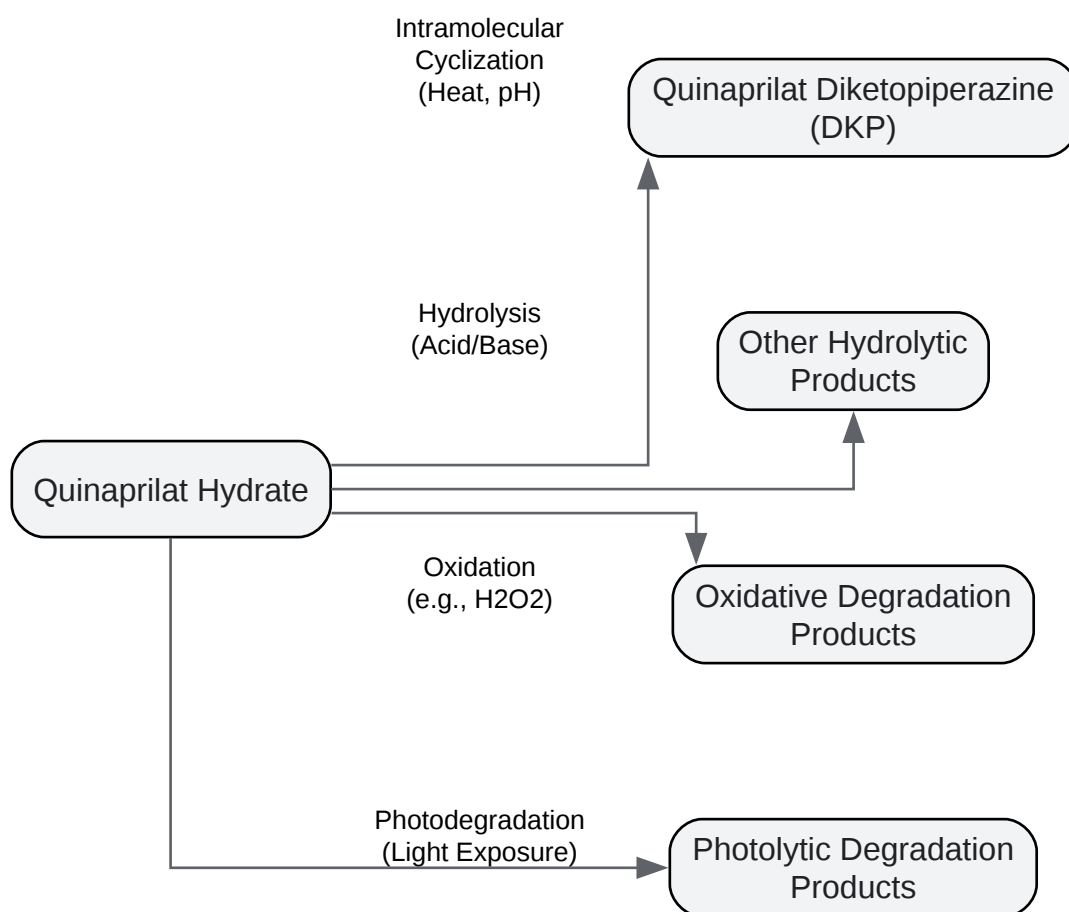 Intramolecular
Cyclization
(Heat, pH)
Quinaprilat Diketopiperazine
(DKP)
Hydrolysis
(Acid/Base)
Other Hydrolytic
Products
Quinaprilat Hydrate
Oxidation
(e.g., H2O2)
Oxidative Degradation
Products
Photodegradation
(Light Exposure)
Photolytic Degradation
Products